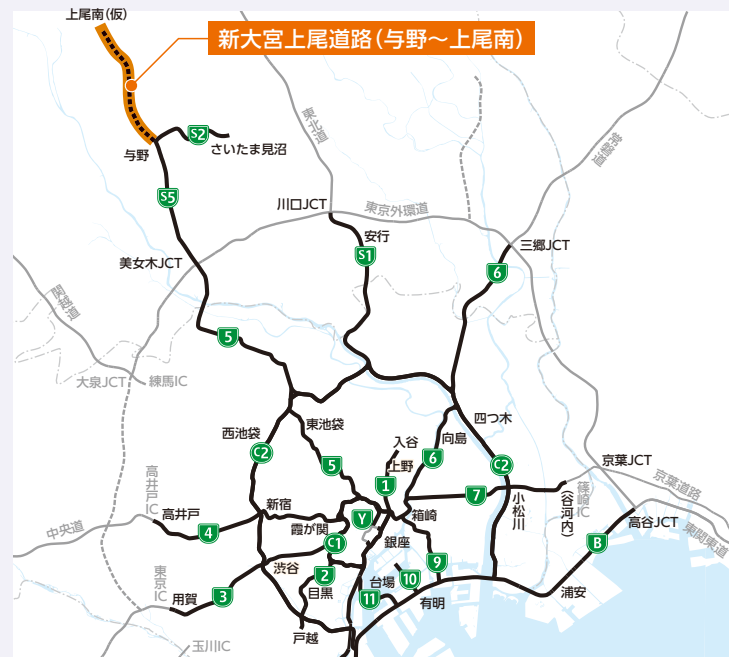 上尾南(仮)
新大宮上尾道路(与野～上尾南)
東北道
常磐道
与野
S2
さいたま見沼
S5
川口JCT
東京外環道
安行
S1
三郷JCT
美女木JCT
6
関越道
5
大泉JCT
練馬IC
西池袋
東池袋
入谷
向島
四つ木
C2
上野
6
C2
京葉JCT
5
1
7
京葉道路
高井戸IC
高井戸
新宿
箱崎
小松川
篠崎IC
(谷河内)
高谷JCT
中央道
4
霞が関
Y
C1
銀座
B
東関東道
東京IC
渋谷
2
台場
10
9
用賀
3
目黒
11
有明
浦安
戸越
玉川IC